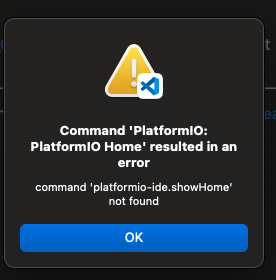 Command 'PlatformIO:
PlatformIO Home' resulted in an
error
command 'platformio-ide.showHome'
not found
OK